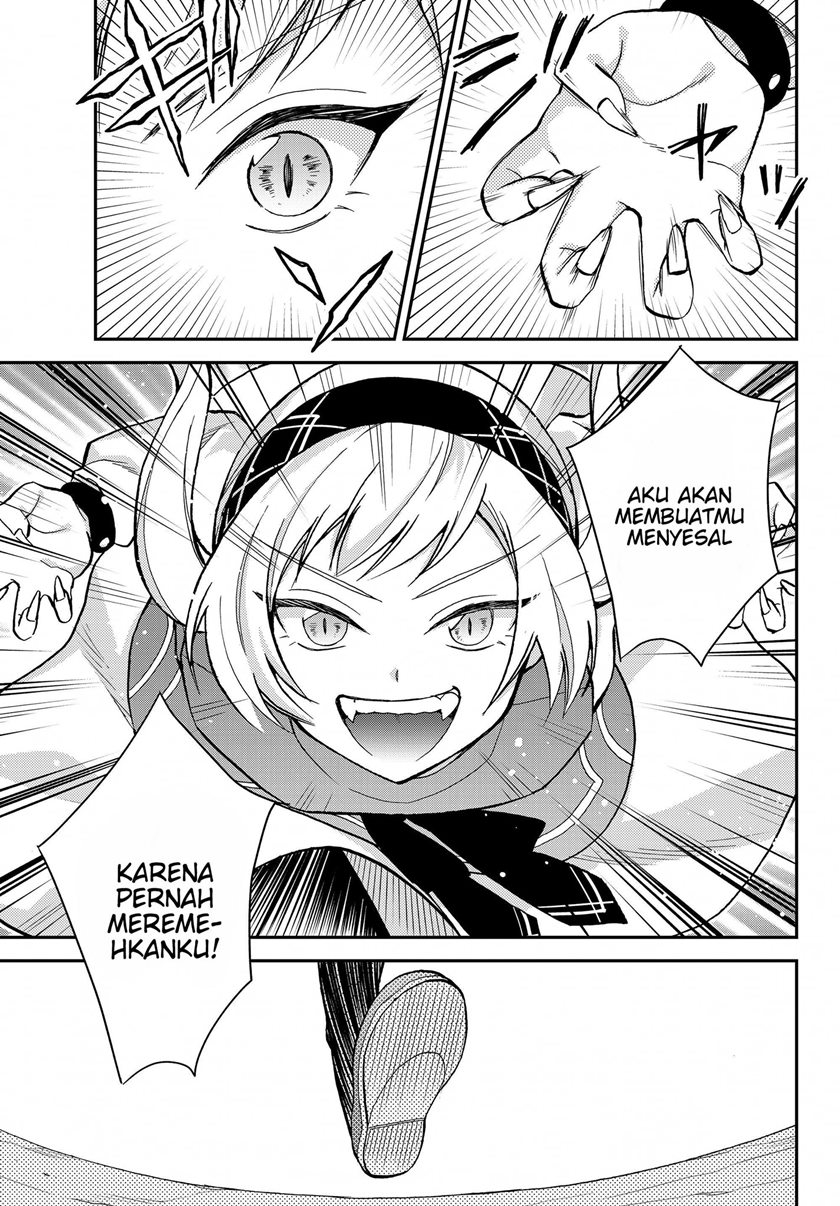 AKU AKAN
MEMBUATMU
MENYESAL
KARENA
PERNAH
MEREME-
HKANKU!